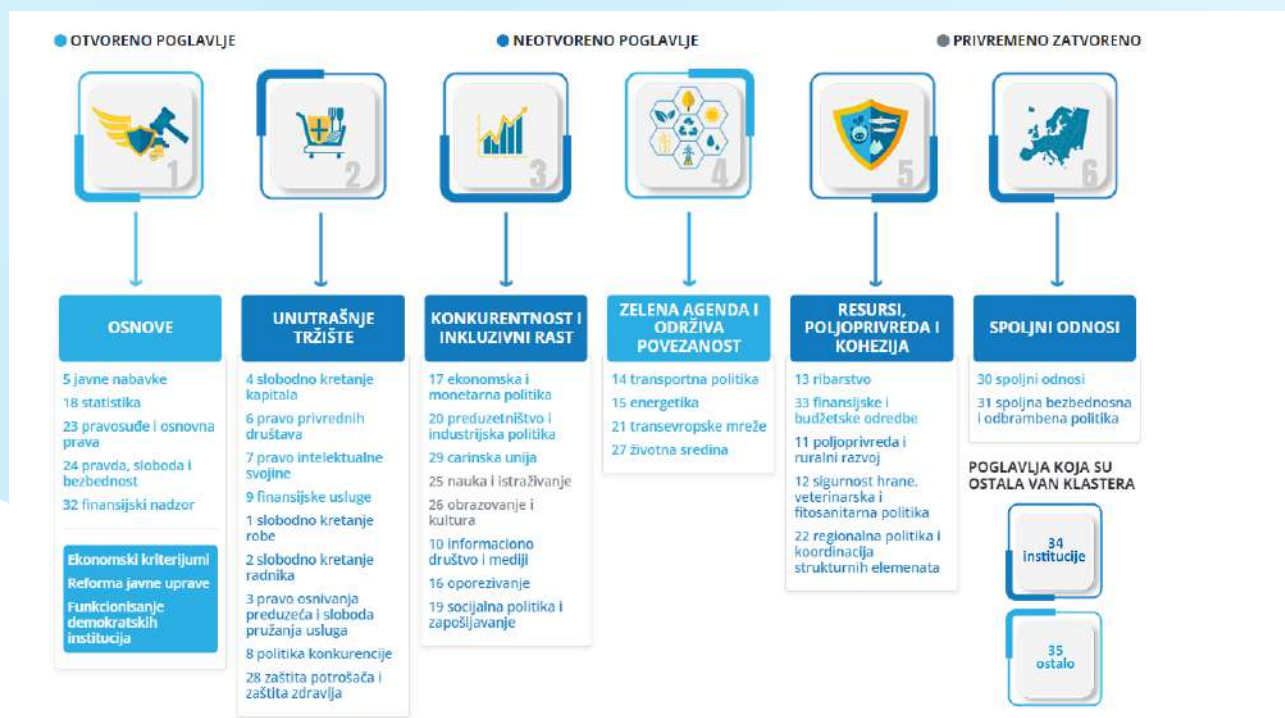 OTVORENO POGLAVLJE
NEOTVORENO POGLAVLJE
PRIVREMENO ZATVORENO
1
2
3
4
5
6
OSNOVE
5 javne nabavke
18 statistika
23 pravosuđe i osnovna
prava
24 pravda, sloboda i
bezbednost
32 finansijski nadzor
Ekonomski kriterijumi
Reforma javne uprave
Funkcionisanje
demokratskih
institucija
UNUTRAŠNJE
TRŽIŠTE
4 slobodno kretanje
kapitala
6 pravo privrednih
društava
7 pravo intelektualne
svojine
9 finansijske usluge
1 slobodno kretanje
robe
2 slobodno kretanje
radnika
3 pravo osnivanja
preduzeća i sloboda
pružanja usluga
8 politika konkurencije
28 zaštita potrošača i
zaštita zdravlja
KONKURENTNOST I
INKLUZIVNI RAST
17 ekonomska i
monetarna politika
20 preduzetništvo i
industrijska politika
29 carinska unija
25 nauka i istraživanje
26 obrazovanje i
kultura
10 informaciono
društvo i mediji
16 oporezivanje
19 socijalna politika i
zapošljavanje
ZELENA AGENDA I
ODRŽIVA
POVEZANOST
14 transportna politika
15 energetika
21 transevropske mreže
27 životna sredina
RESURSI,
POLJOPRIVREDA I
KOHEZIJA
13 ribarstvo
33 finansijske i
budžetske odredbe
11 poljoprivreda i
ruralni razvoj
12 sigurnost hrane,
veterinarska i
fitosanitarna politika
22 regionalna politika i
koordinacija
strukturnih elemenata
SPOLJNI ODNOSI
30 spoljni odnosi
31 spoljna bezbednosna
i odbrambena politika
POGLAVLJA KOJA SU
OSTALA VAN KLASTERA
34
institucije
35
ostalo